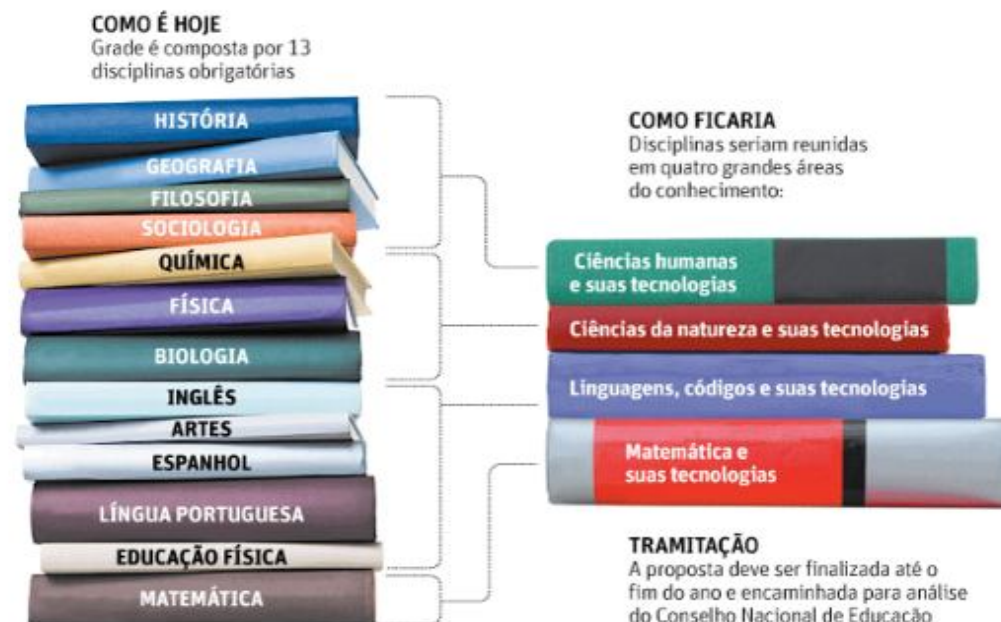 COMO É HOJE
Grade é composta por 13
disciplinas obrigatórias
HISTÓRIA
GEOGRAFIA
FILOSOFIA
SOCIOLOGIA
QUÍMICA
FÍSICA
BIOLOGIA
INGLÊS
ARTES
ESPANHOL
LÍNGUA PORTUGUESA
EDUCAÇÃO FÍSICA
MATEMÁTICA
COMO FICARIA
Disciplinas seriam reunidas
em quatro grandes áreas
do conhecimento:
Ciências humanas
e suas tecnologias
Ciências da natureza e suas tecnologias
Linguagens, códigos e suas tecnologias
Matemática e
suas tecnologias
TRAMITAÇÃO
A proposta deve ser finalizada até o
fim do ano e encaminhada para análise
do Conselho Nacional de Educação